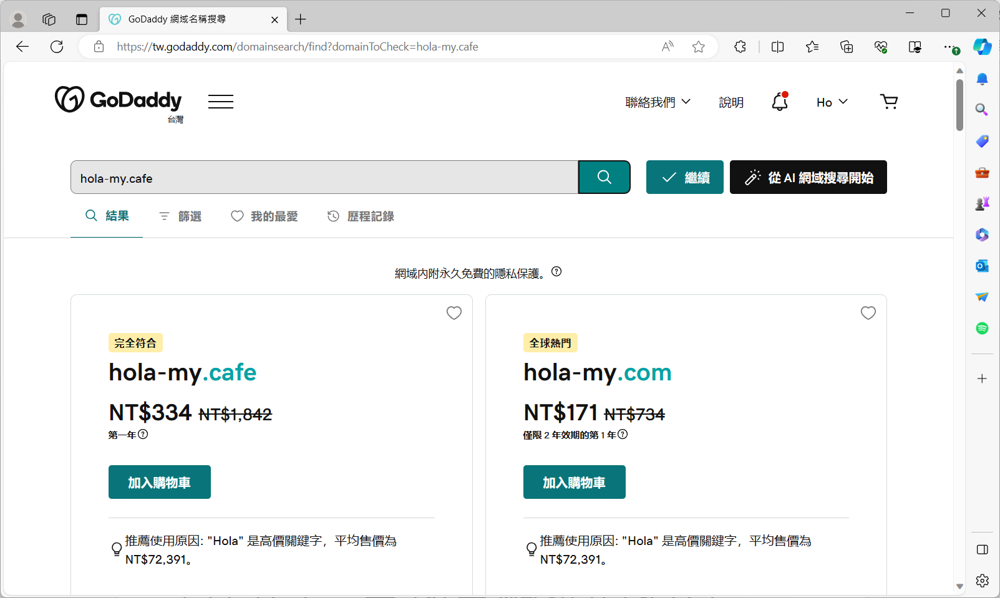 GoDaddy 網域名稱搜尋
https://tw.godaddy.com/domainsearch/find?domainToCheck=hola-my.cafe
GoDaddy
台灣
聯絡我們
說明
Ho
hola-my.cafe
繼續
從 AI 網域搜尋開始
結果
篩選
我的最愛
歷程記錄
網域內附永久免費的隱私保護。
完全符合
hola-my.cafe
NT$334 NT$1,842
第一年
加入購物車
推薦使用原因: "Hola" 是高價關鍵字，平均售價為
NT$72,391。
全球熱門
hola-my.com
NT$171 NT$734
僅限 2 年效期的第 1 年
加入購物車
推薦使用原因: "Hola" 是高價關鍵字，平均售價為
NT$72,391。